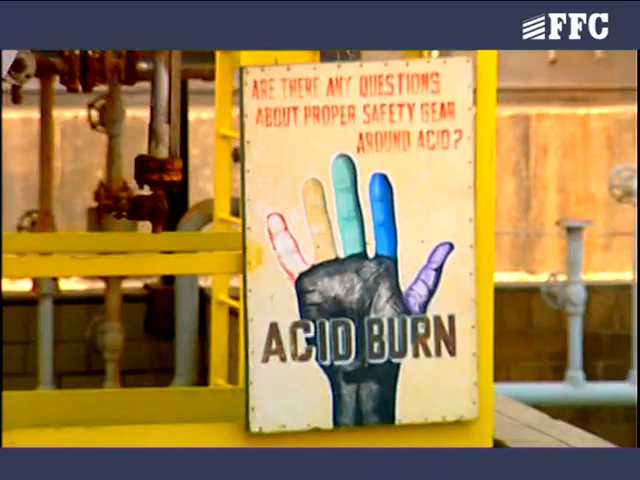 FFC
ARE THERE ANY QUESTIONS
ABOUT PROPER SAFETY GEAR
AROUND ACID?
ACID BURN